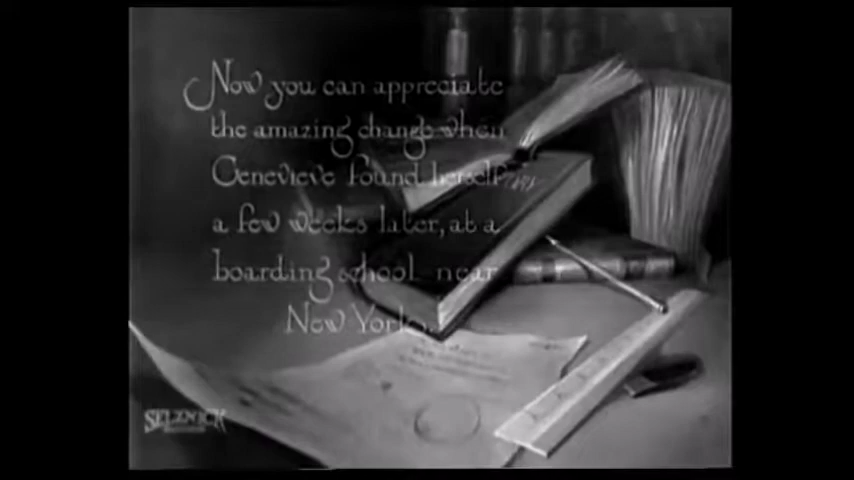 Now you can appreciate
the amazing change when
Genevieve found herself
a few weeks later, at a
boarding school near
New York.
SELZNICK